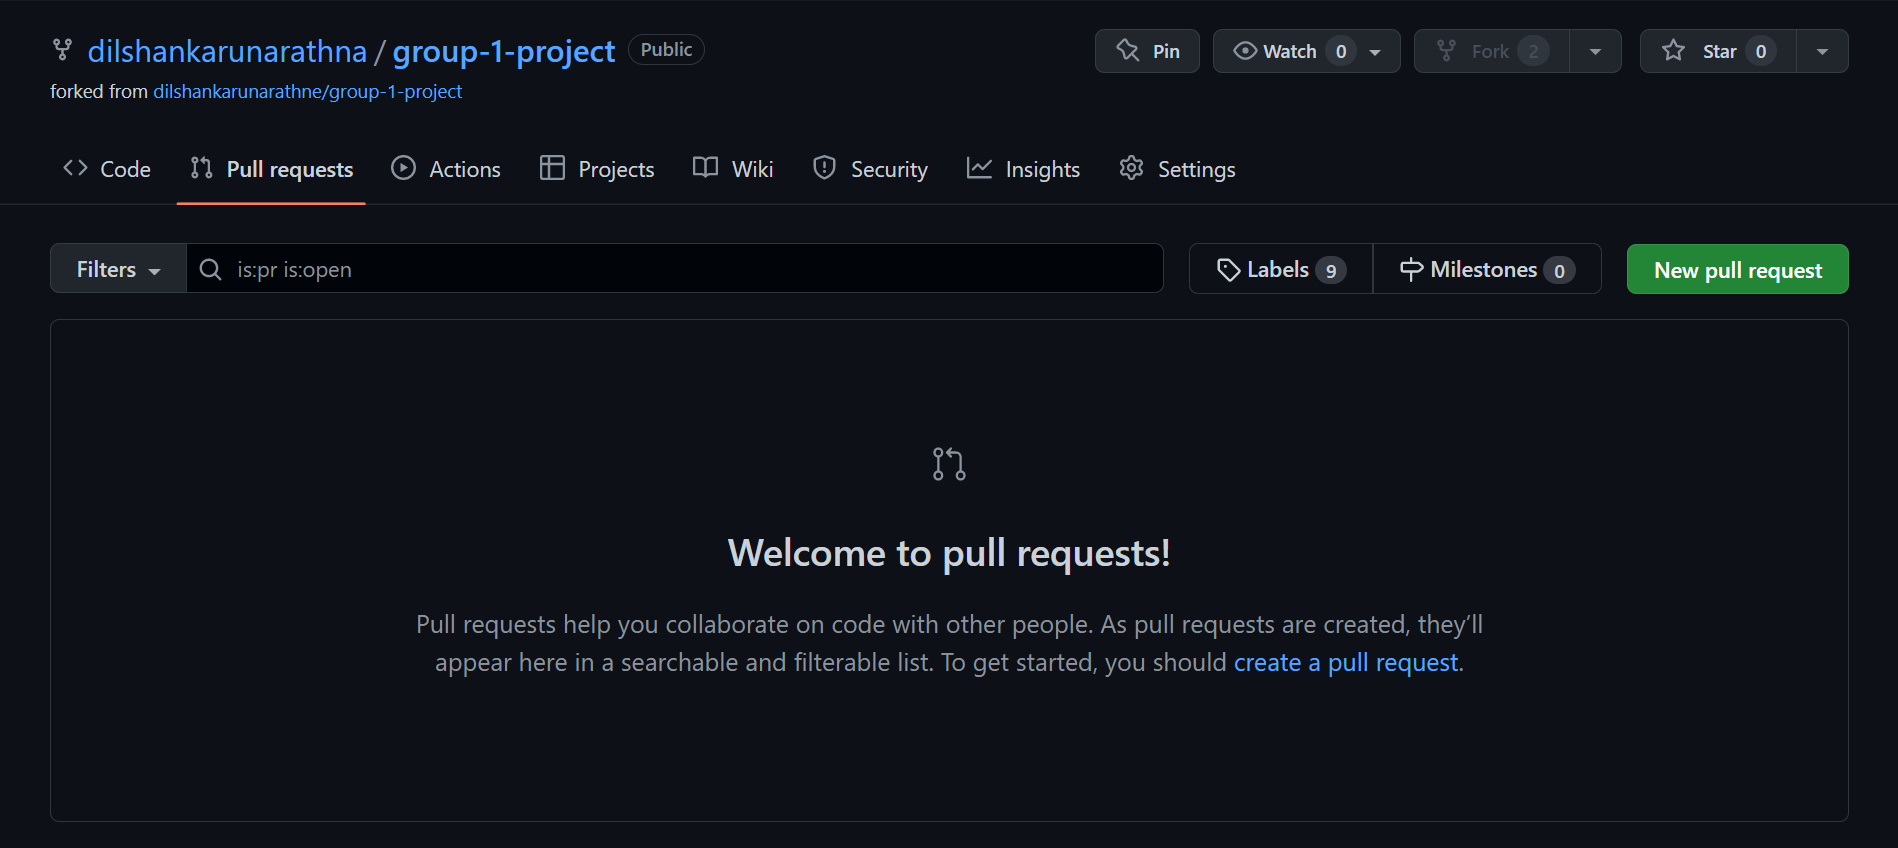 dilshankarunarathna / group-1-project Public Pin Watch 0 Fork 2 Star 0
forked from dilshankarunarathne/group-1-project
Code Pull requests Actions Projects Wiki Security Insights Settings
Filters is:pr is:open Labels 9 Milestones 0 New pull request
Welcome to pull requests!
Pull requests help you collaborate on code with other people. As pull requests are created, they’ll
appear here in a searchable and filterable list. To get started, you should create a pull request.